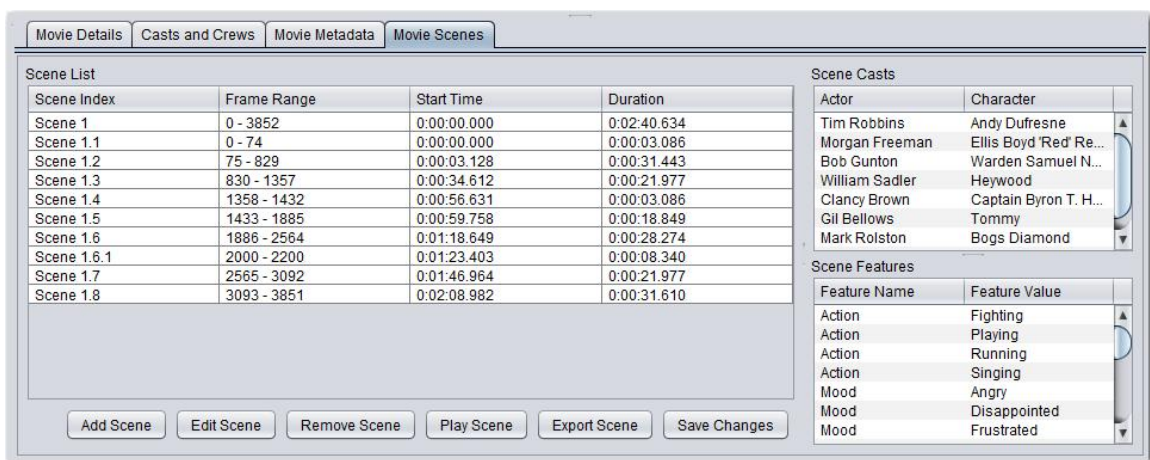 Movie Details Casts and Crews Movie Metadata Movie Scenes
Scene List
Scene Index Frame Range Start Time Duration
Scene 1 0 - 3852 0:00:00.000 0:02:40.634
Scene 1.1 0 - 74 0:00:00.000 0:00:03.086
Scene 1.2 75 - 829 0:00:03.128 0:00:31.443
Scene 1.3 830 - 1357 0:00:34.612 0:00:21.977
Scene 1.4 1358 - 1432 0:00:56.631 0:00:03.086
Scene 1.5 1433 - 1885 0:00:59.758 0:00:18.849
Scene 1.6 1886 - 2564 0:01:18.649 0:00:28.274
Scene 1.6.1 2000 - 2200 0:01:23.403 0:00:08.340
Scene 1.7 2565 - 3092 0:01:46.964 0:00:21.977
Scene 1.8 3093 - 3851 0:02:08.982 0:00:31.610
Add Scene Edit Scene Remove Scene Play Scene Export Scene Save Changes
Scene Casts
Actor Character
Tim Robbins Andy Dufresne
Morgan Freeman Ellis Boyd 'Red' Re...
Bob Gunton Warden Samuel N...
William Sadler Heywood
Clancy Brown Captain Byron T. H...
Gil Bellows Tommy
Mark Rolston Bogs Diamond
Scene Features
Feature Name Feature Value
Action Fighting
Action Playing
Action Running
Action Singing
Mood Angry
Mood Disappointed
Mood Frustrated